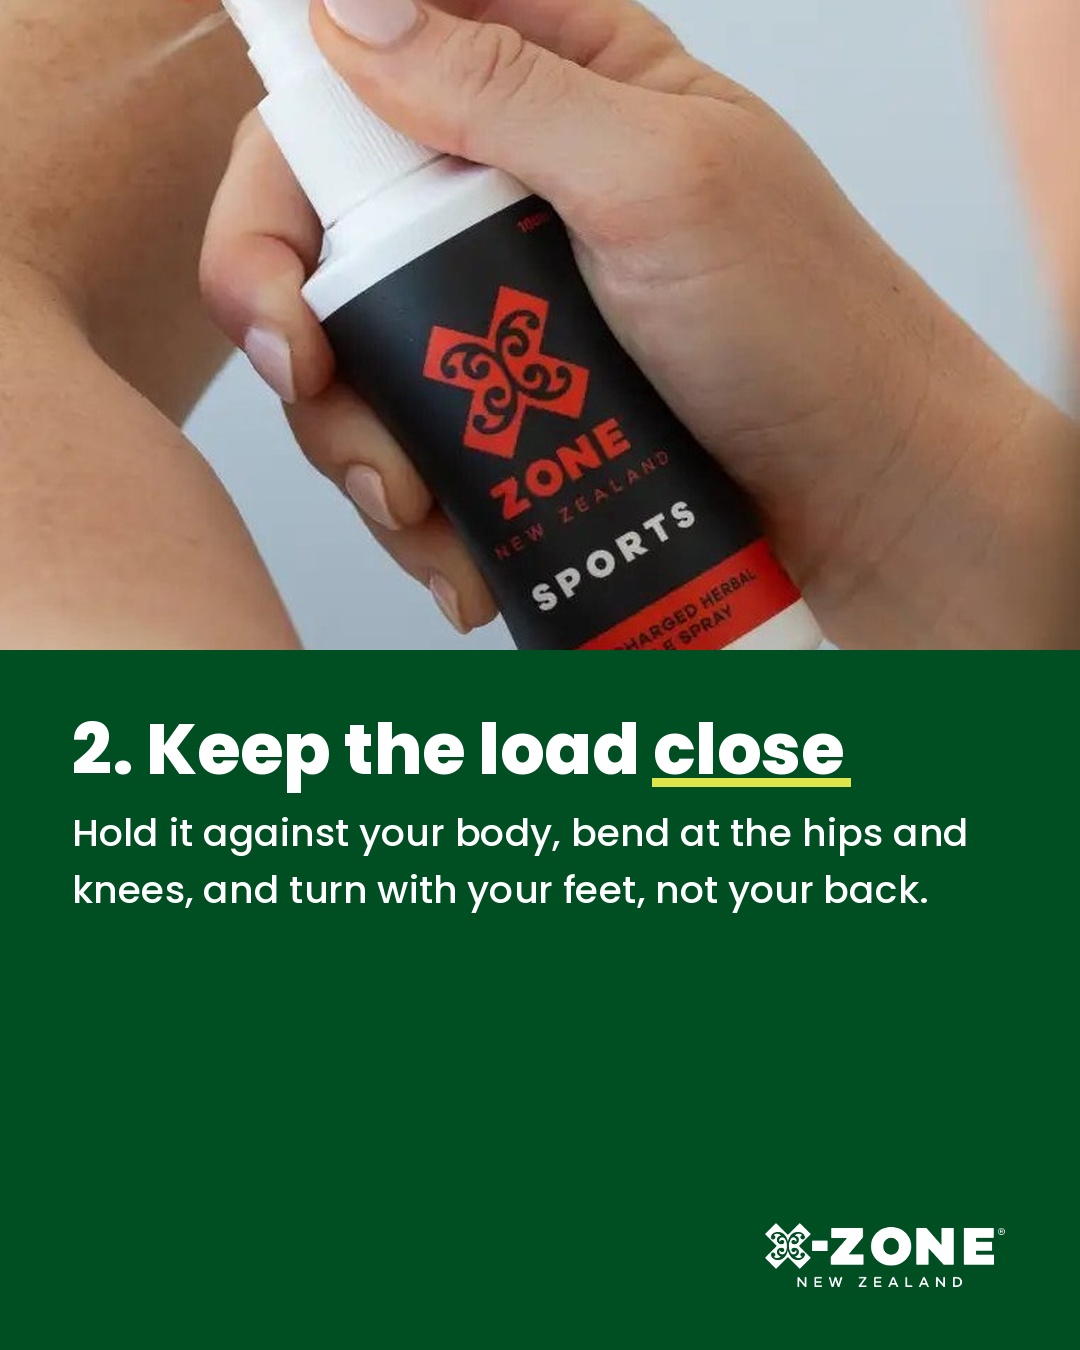 ZONE
NEW ZEALAND
SPORTS
CHARGED HERBAL
SPRAY
2. Keep the load close
Hold it against your body, bend at the hips and
knees, and turn with your feet, not your back.
X-ZONE®
NEW ZEALAND